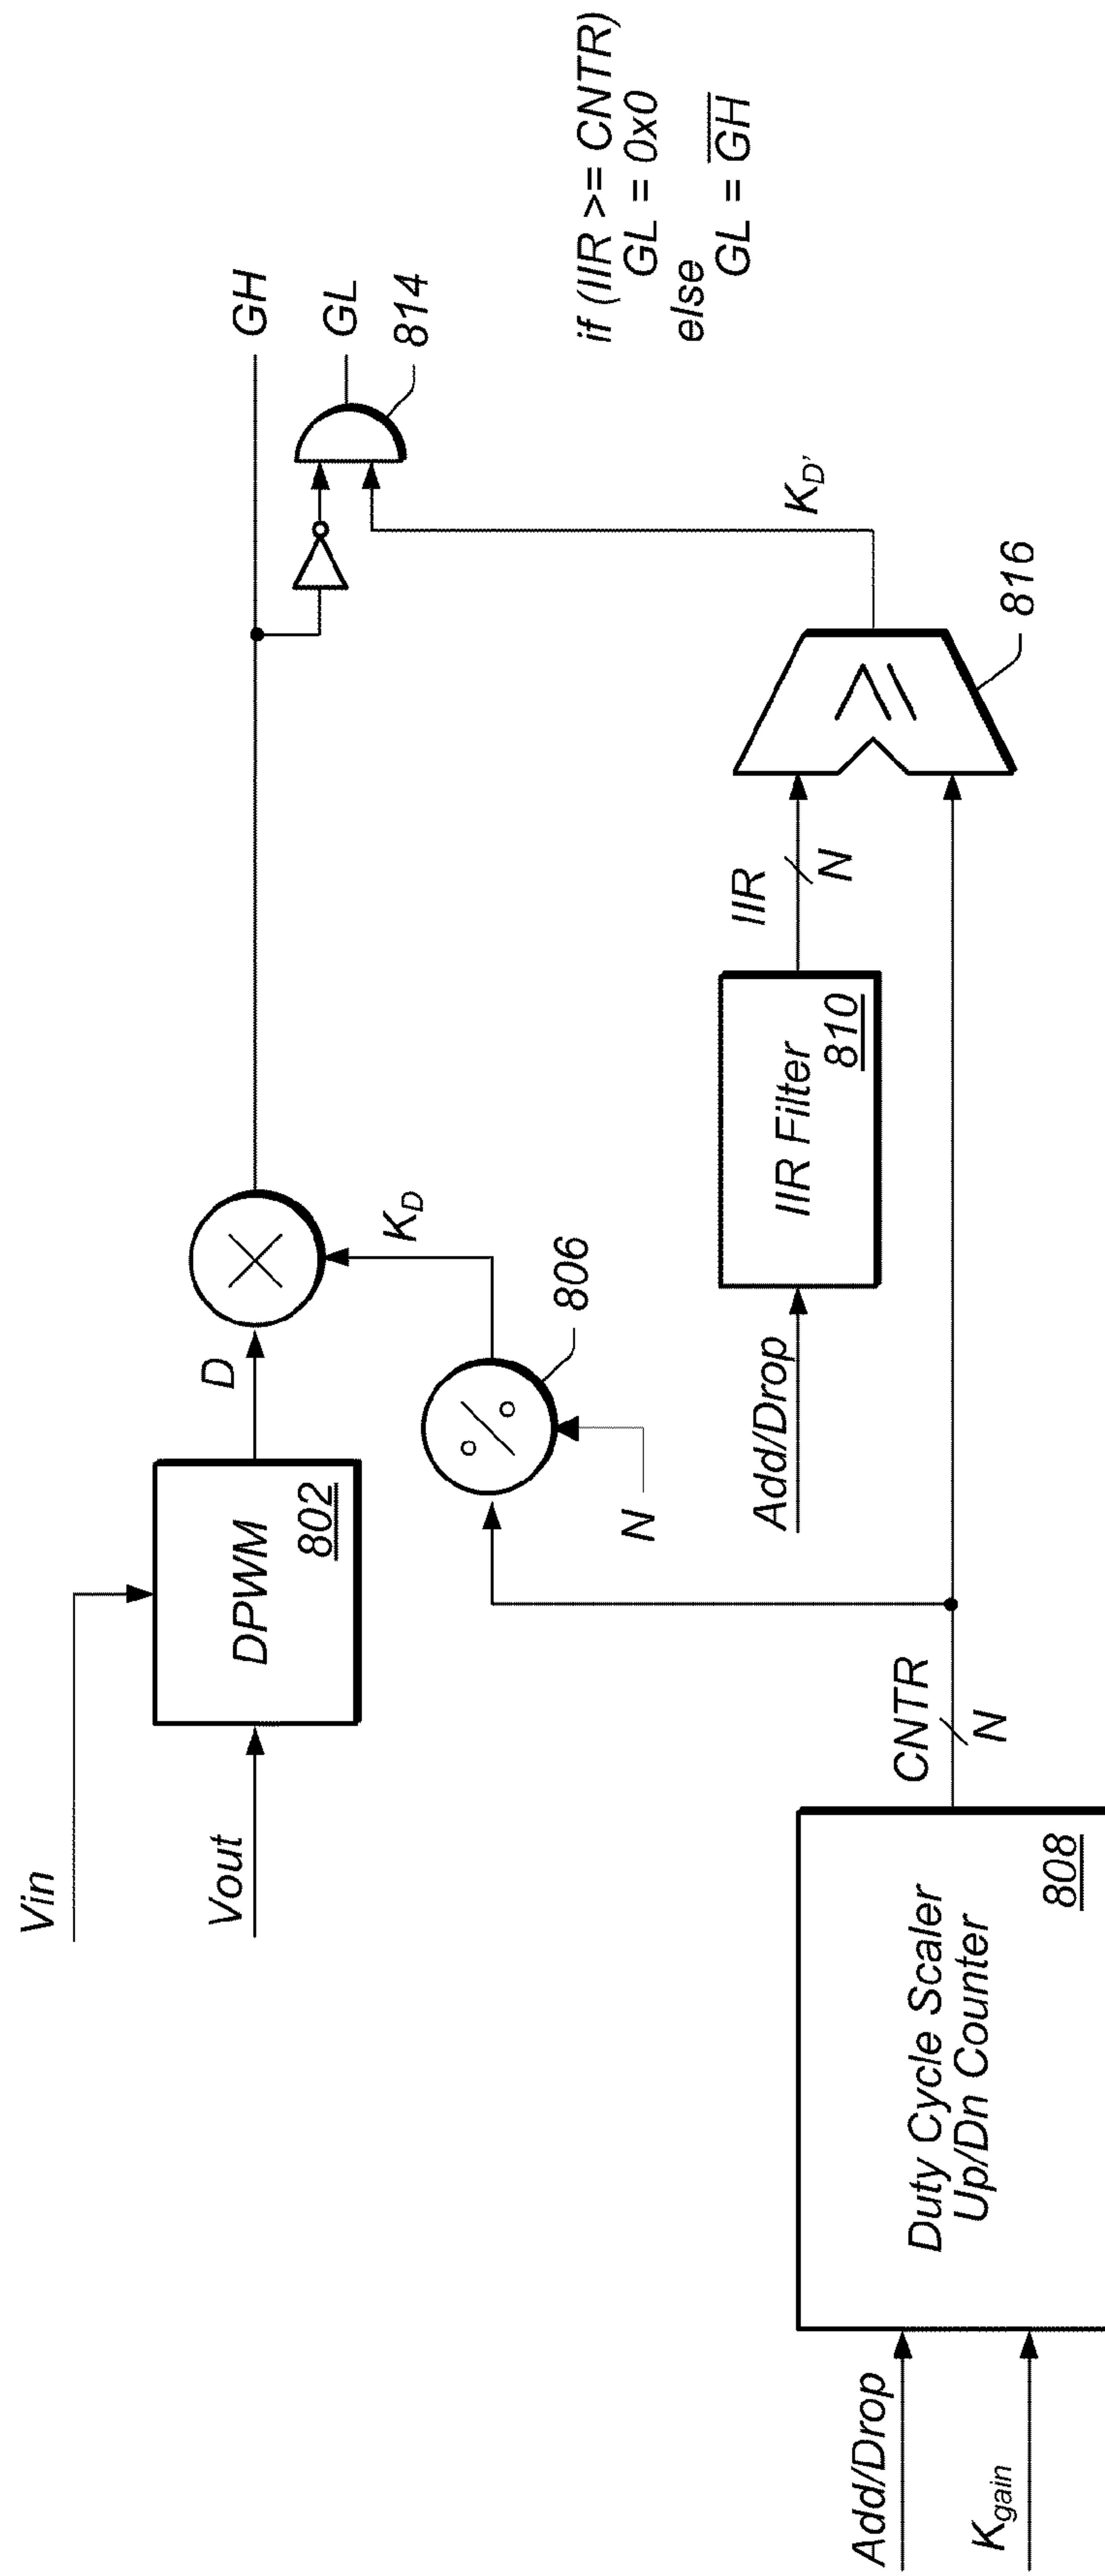 Vin
Vout
DPWM
802
D
×
GH
GL
814
K_D
%
806
N
if (IIR >= CNTR)
GL = 0x0
else
GL = G̅H̅
Add/Drop
IIR Filter
810
IIR
N
≥
816
K_D'
Add/Drop
K_gain
Duty Cycle Scaler
Up/Dn Counter
808
CNTR
N